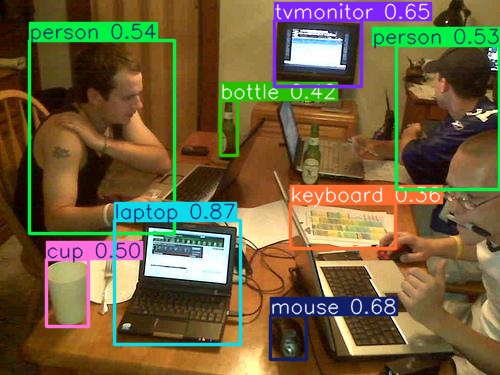 tvmonitor 0.65
person 0.54
person 0.53
bottle 0.42
keyboard 0.36
laptop 0.87
cup 0.50
mouse 0.68